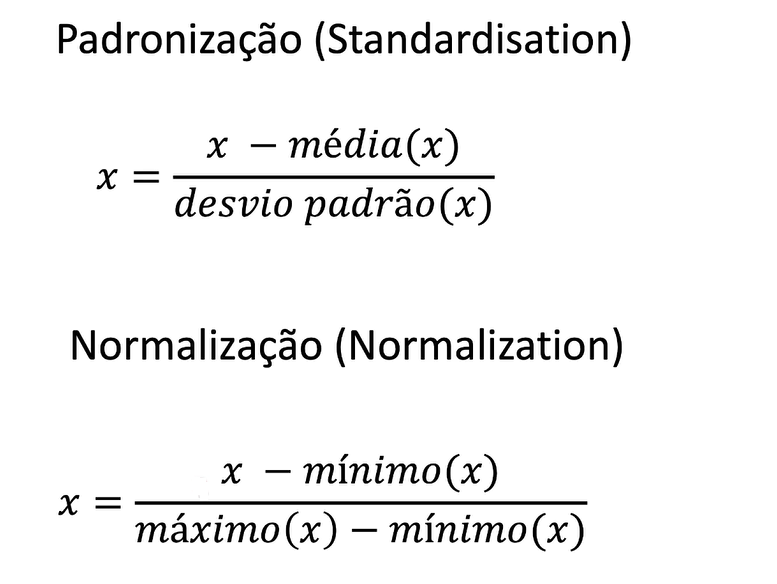 Padronização (Standardisation)
x = x − média(x)
desvio padrão(x)
Normalização (Normalization)
x = x − mínimo(x)
máximo(x) − mínimo(x)